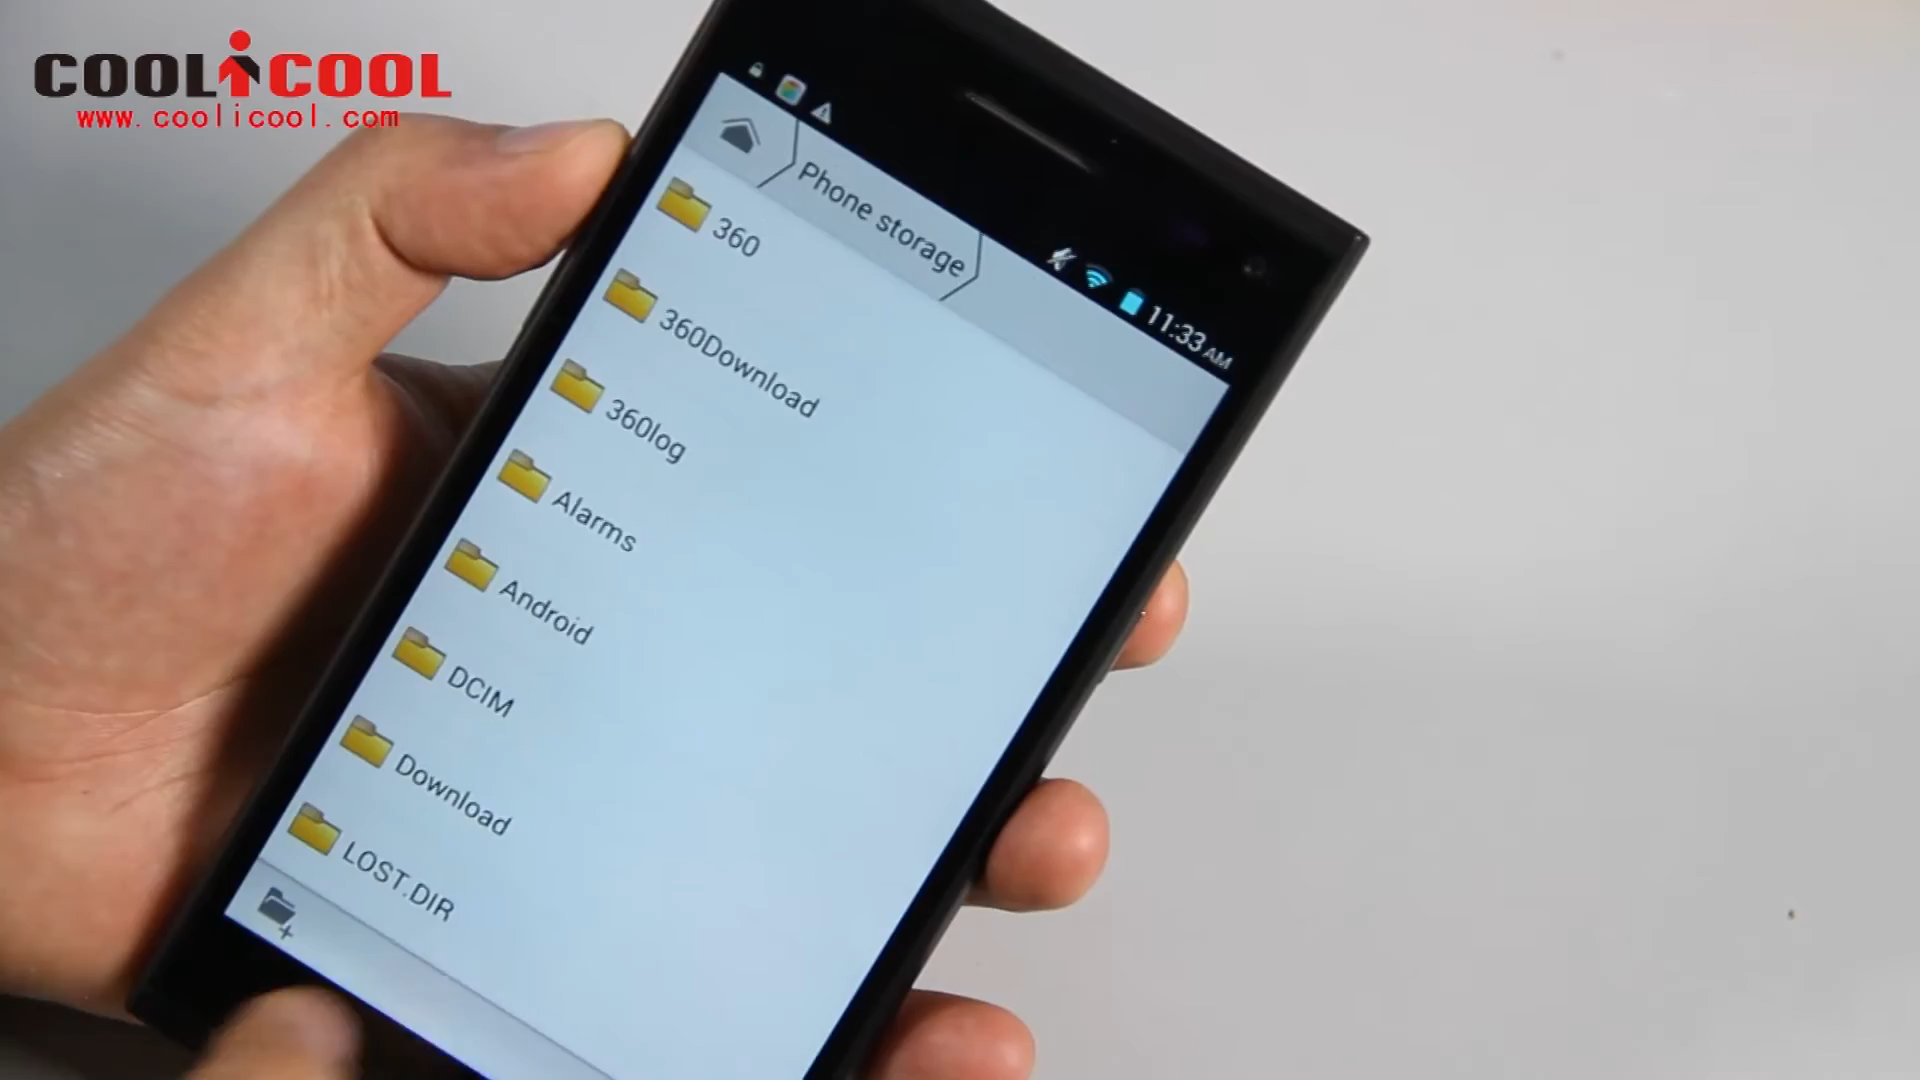 COOLiCOOL
www.coolicool.com
11:33 AM
Phone storage
360
360Download
360log
Alarms
Android
DCIM
Download
LOST.DIR